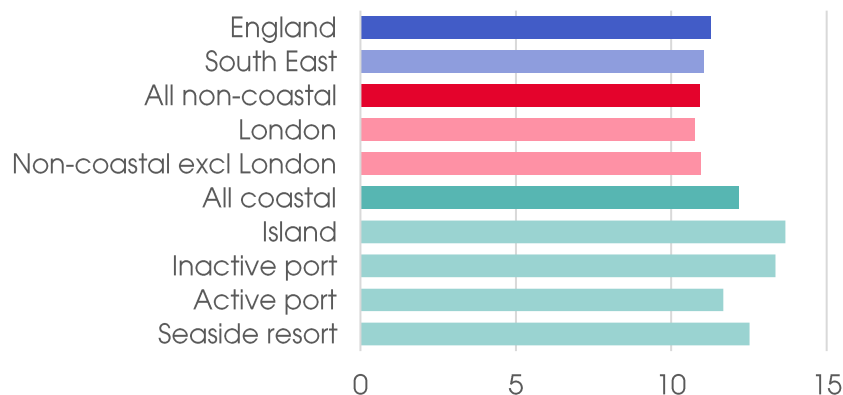 England
South East
All non-coastal
London
Non-coastal excl London
All coastal
Island
Inactive port
Active port
Seaside resort
0 5 10 15